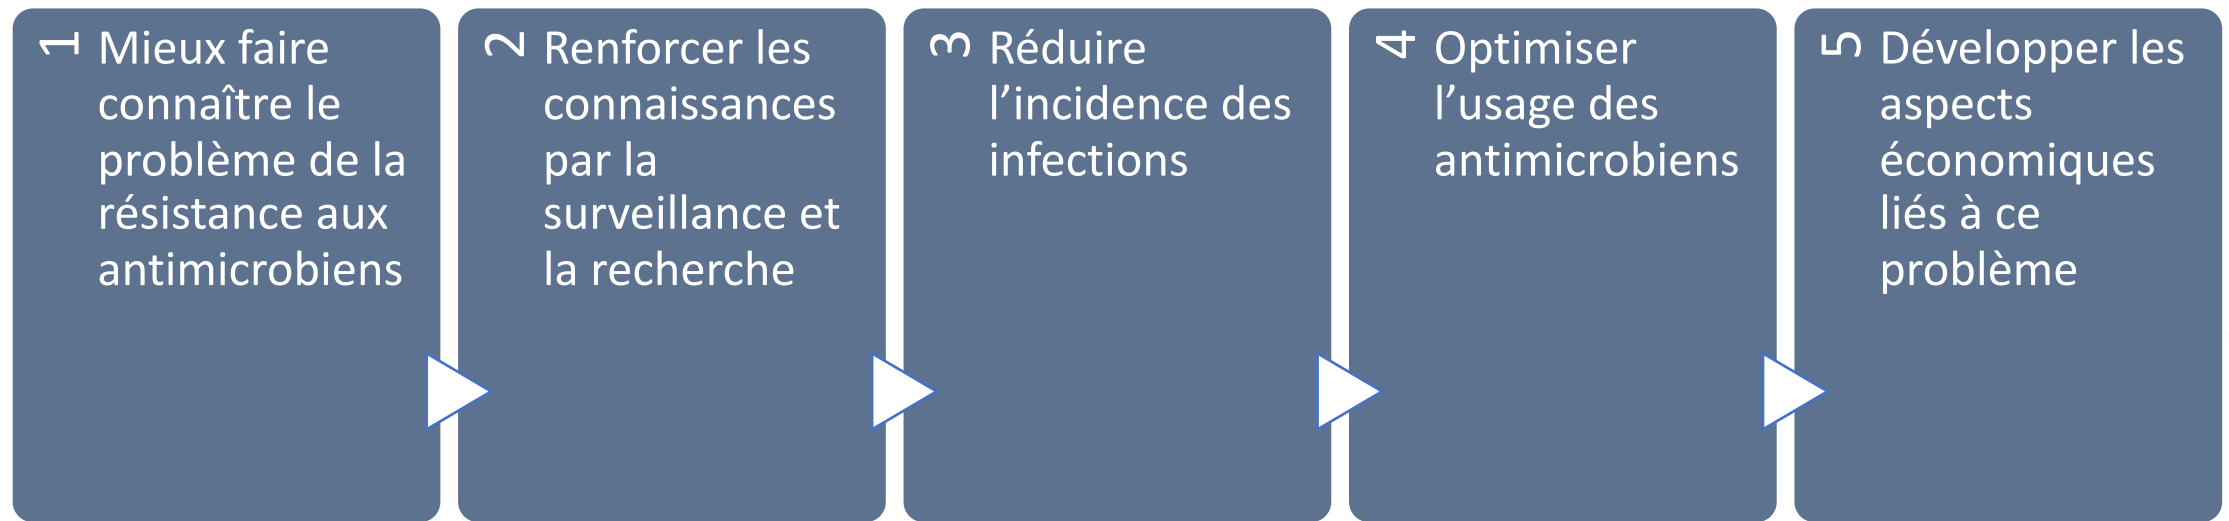 1
Mieux faire
connaître le
problème de la
résistance aux
antimicrobiens
2
Renforcer les
connaissances
par la
surveillance et
la recherche
3
Réduire
l’incidence des
infections
4
Optimiser
l’usage des
antimicrobiens
5
Développer les
aspects
économiques
liés à ce
problème